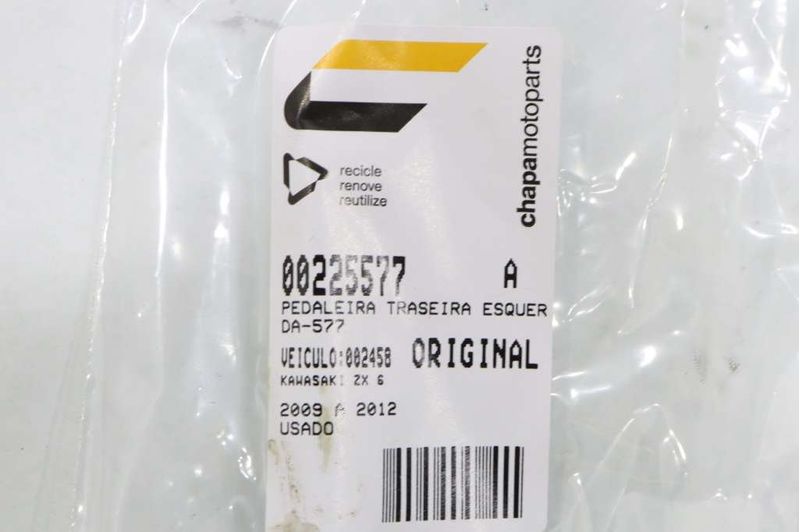 chapamotoparts
recicle
renove
reutilize
00225577 A
PEDALEIRA TRASEIRA ESQUER
DA-577
VEICULO:002458 ORIGINAL
KAWASAKI ZX 6
2009 A 2012
USADO